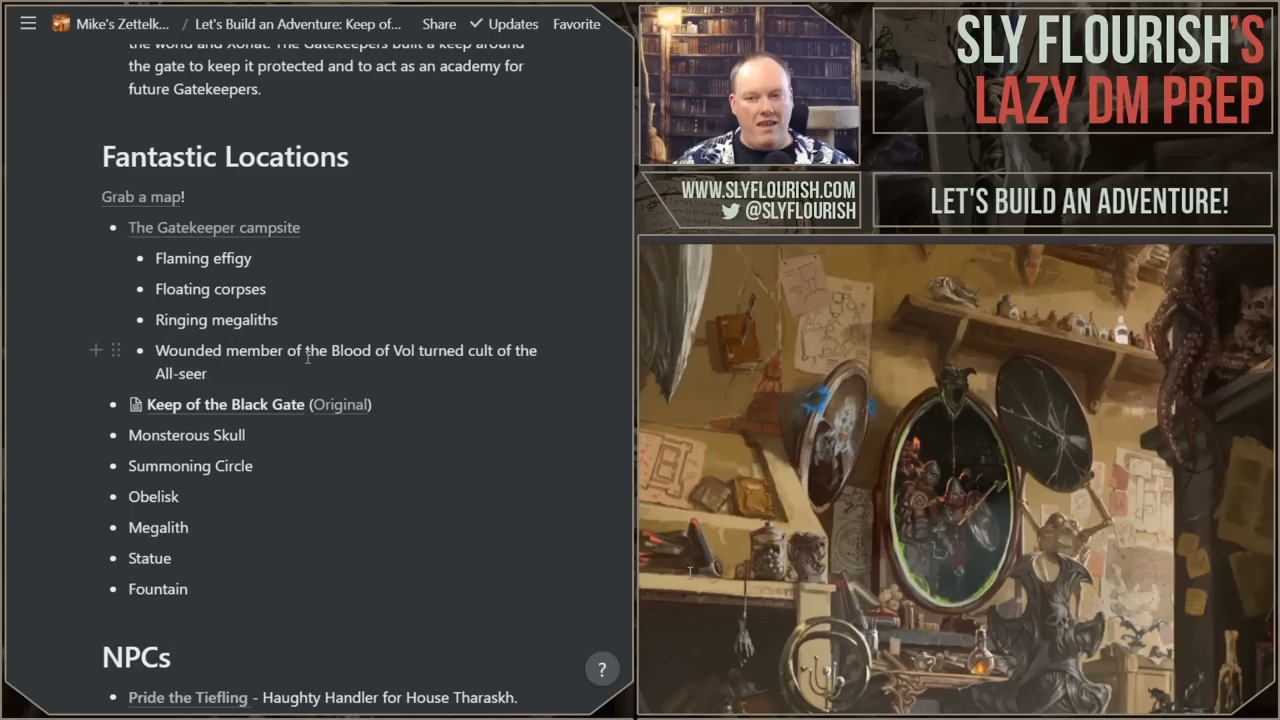 Mike's Zettelk... / Let's Build an Adventure: Keep of... Share Updates Favorite
the world and Xoriat. The Gatekeepers built a keep around
the gate to keep it protected and to act as an academy for
future Gatekeepers.
Fantastic Locations
Grab a map!
The Gatekeeper campsite
Flaming effigy
Floating corpses
Ringing megaliths
Wounded member of the Blood of Vol turned cult of the
All-seer
Keep of the Black Gate (Original)
Monsterous Skull
Summoning Circle
Obelisk
Megalith
Statue
Fountain
NPCs
Pride the Tiefling - Haughty Handler for House Tharaskh.
?
SLY FLOURISH'S
LAZY DM PREP
WWW.SLYFLOURISH.COM
@SLYFLOURISH
LET'S BUILD AN ADVENTURE!